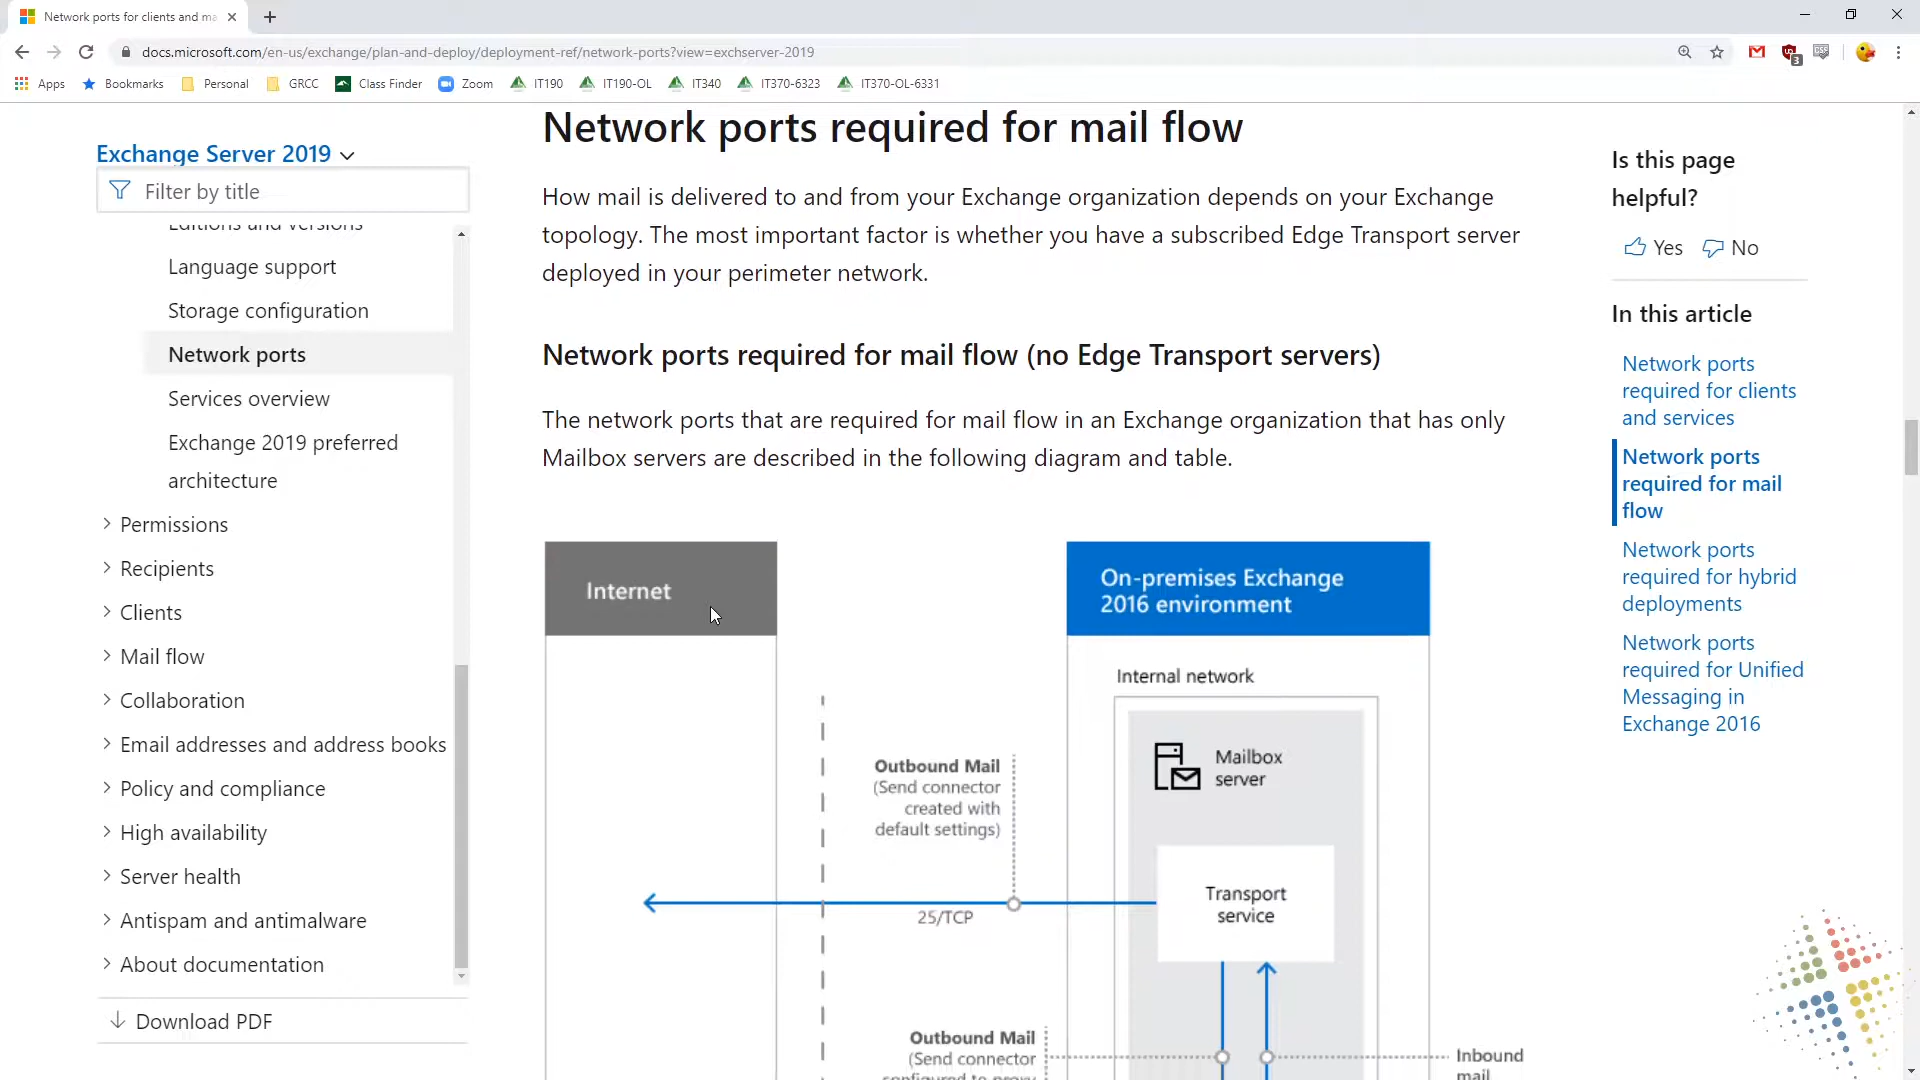 Network ports for clients and ma
docs.microsoft.com/en-us/exchange/plan-and-deploy/deployment-ref/network-ports?view=exchserver-2019
3
Apps
Bookmarks
Personal
GRCC
Class Finder
Zoom
IT190
IT190-OL
IT340
IT370-6323
IT370-OL-6331
Exchange Server 2019
Filter by title
Editions and versions
Language support
Storage configuration
Network ports
Services overview
Exchange 2019 preferred
architecture
Permissions
Recipients
Clients
Mail flow
Collaboration
Email addresses and address books
Policy and compliance
High availability
Server health
Antispam and antimalware
About documentation
Download PDF
Network ports required for mail flow
How mail is delivered to and from your Exchange organization depends on your Exchange
topology. The most important factor is whether you have a subscribed Edge Transport server
deployed in your perimeter network.
Network ports required for mail flow (no Edge Transport servers)
The network ports that are required for mail flow in an Exchange organization that has only
Mailbox servers are described in the following diagram and table.
Internet
On-premises Exchange
2016 environment
Internal network
Mailbox
server
Outbound Mail
(Send connector
created with
default settings)
25/TCP
Transport
service
Outbound Mail
(Send connector
configured to proxy
Inbound
mail
Is this page
helpful?
Yes
No
In this article
Network ports
required for clients
and services
Network ports
required for mail
flow
Network ports
required for hybrid
deployments
Network ports
required for Unified
Messaging in
Exchange 2016